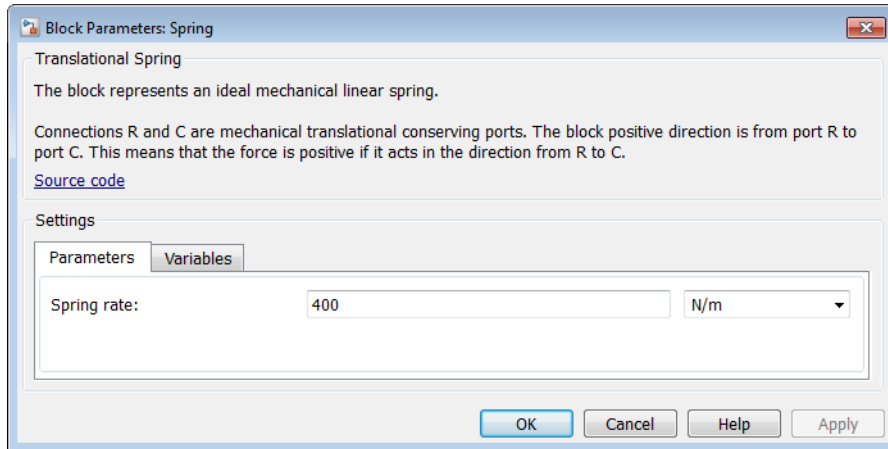 Block Parameters: Spring
Translational Spring
The block represents an ideal mechanical linear spring.
Connections R and C are mechanical translational conserving ports. The block positive direction is from port R to
port C. This means that the force is positive if it acts in the direction from R to C.
Source code
Settings
Parameters Variables
Spring rate: 400 N/m
OK Cancel Help Apply